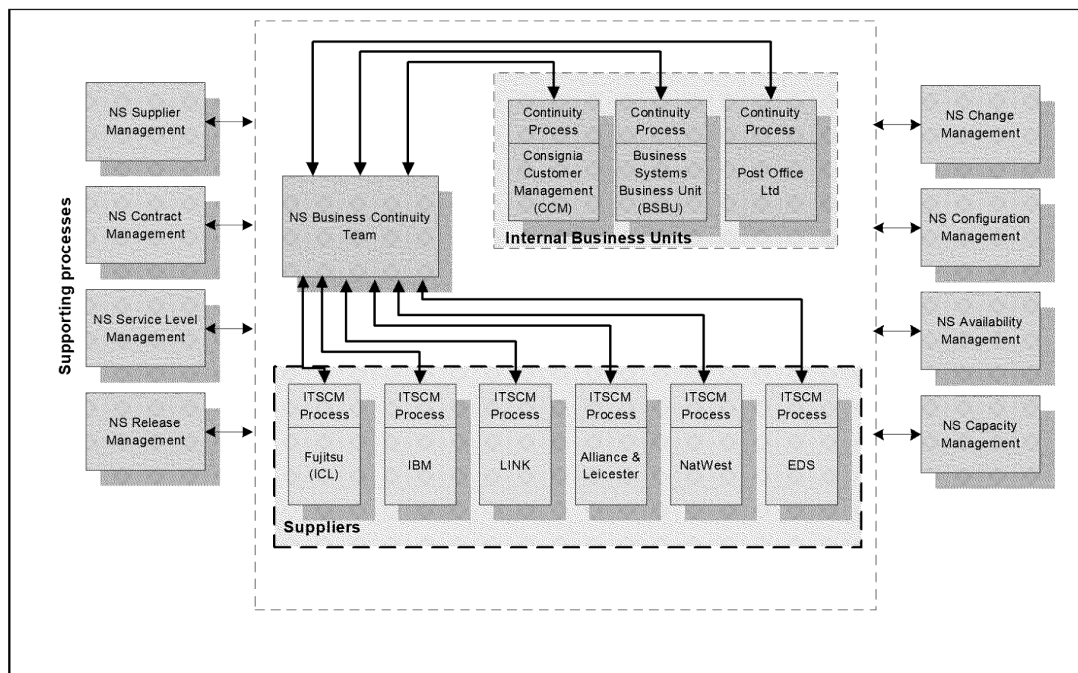 Supporting processes
NS Supplier
Management
NS Contract
Management
NS Service Level
Management
NS Release
Management
NS Business Continuity
Team
Continuity
Process
Consignia
Customer
Management
(CCM)
Continuity
Process
Business
Systems
Business Unit
(BSBU)
Continuity
Process
Post Office
Ltd
Internal Business Units
ITSCM
Process
Fujitsu
(ICL)
ITSCM
Process
IBM
ITSCM
Process
LINK
ITSCM
Process
Alliance &
Leicester
ITSCM
Process
NatWest
ITSCM
Process
EDS
Suppliers
NS Change
Management
NS Configuration
Management
NS Availability
Management
NS Capacity
Management